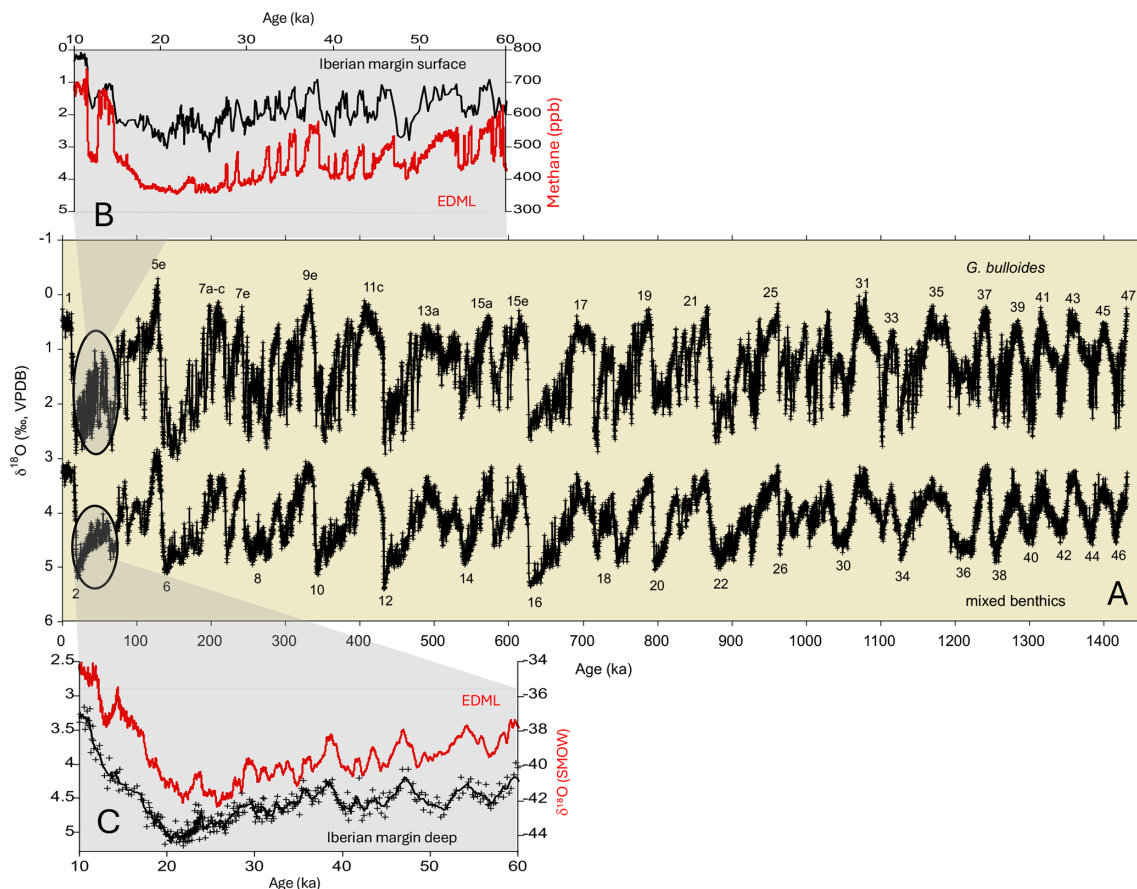 Age (ka)
10 20 30 40 50 60
0 800
Iberian margin surface
1 700
2 600
3 500
4 400
5 300
Methane (ppb)
EDML
B
-1
0
1
2
3
4
5
6
δ¹⁸O (‰, VPDB)
G. bulloides
1 5e 7a-c 7e 9e 11c 13a 15a 15e 17 19 21 25 31 33 35 37 39 41 43 45 47
2 6 8 10 12 14 16 18 20 22 26 30 34 36 38 40 42 44 46
mixed benthics
A
0 100 200 300 400 500 600 700 800 900 1000 1100 1200 1300 1400
Age (ka)
2.5 -34
3 -36
3.5 -38
4 -40
4.5 -42
5 -44
EDML
δ¹⁸O (SMOW)
C
Iberian margin deep
10 20 30 40 50 60
Age (ka)